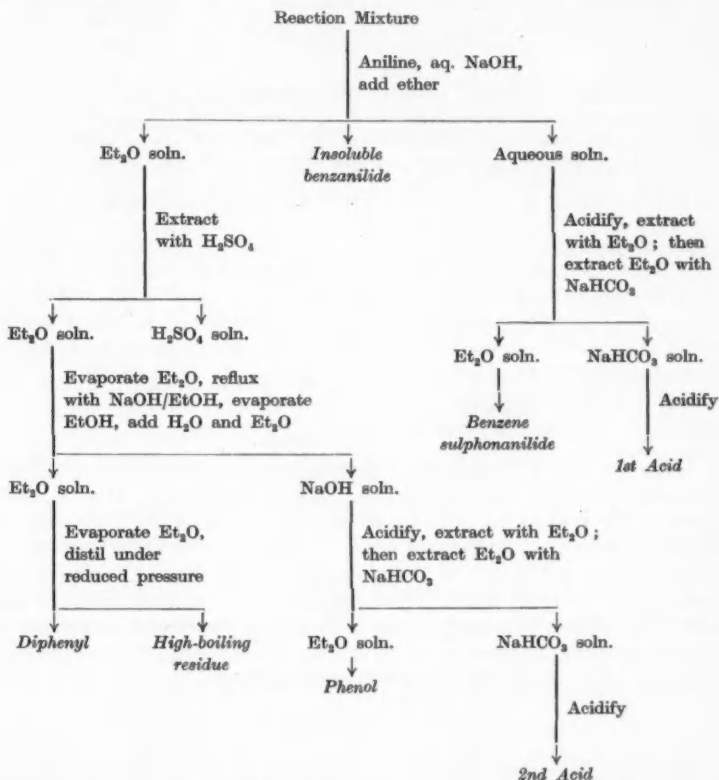 Reaction Mixture
Aniline, aq. NaOH,
add ether
Et₂O soln.
Insoluble
benzanilide
Aqueous soln.
Extract
with H₂SO₄
Acidify, extract
with Et₂O ; then
extract Et₂O with
NaHCO₃
Et₂O soln.
H₂SO₄ soln.
Et₂O soln.
NaHCO₃ soln.
Evaporate Et₂O, reflux
with NaOH/EtOH, evaporate
EtOH, add H₂O and Et₂O
Benzene
sulphonanilide
Acidify
1st Acid
Et₂O soln.
NaOH soln.
Evaporate Et₂O,
distil under
reduced pressure
Acidify, extract with Et₂O ;
then extract Et₂O with
NaHCO₃
Diphenyl
High-boiling
residue
Et₂O soln.
NaHCO₃ soln.
Phenol
Acidify
2nd Acid